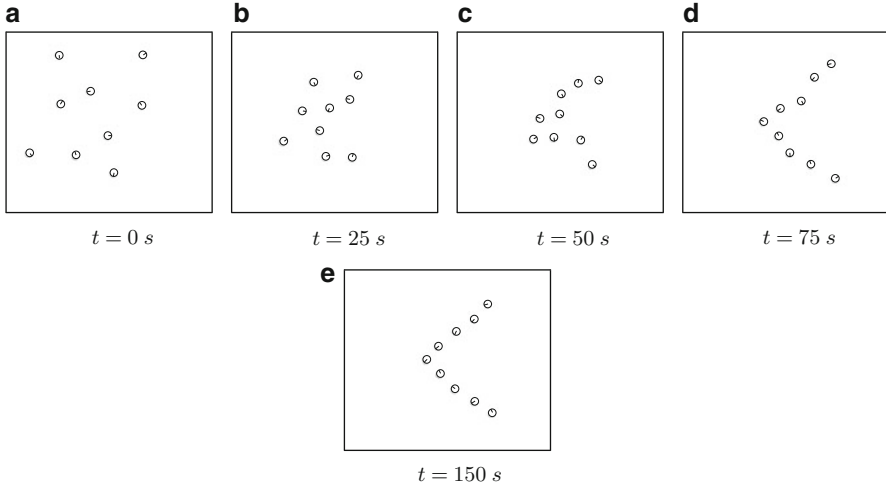 a
b
c
d
t = 0 s
t = 25 s
t = 50 s
t = 75 s
e
t = 150 s